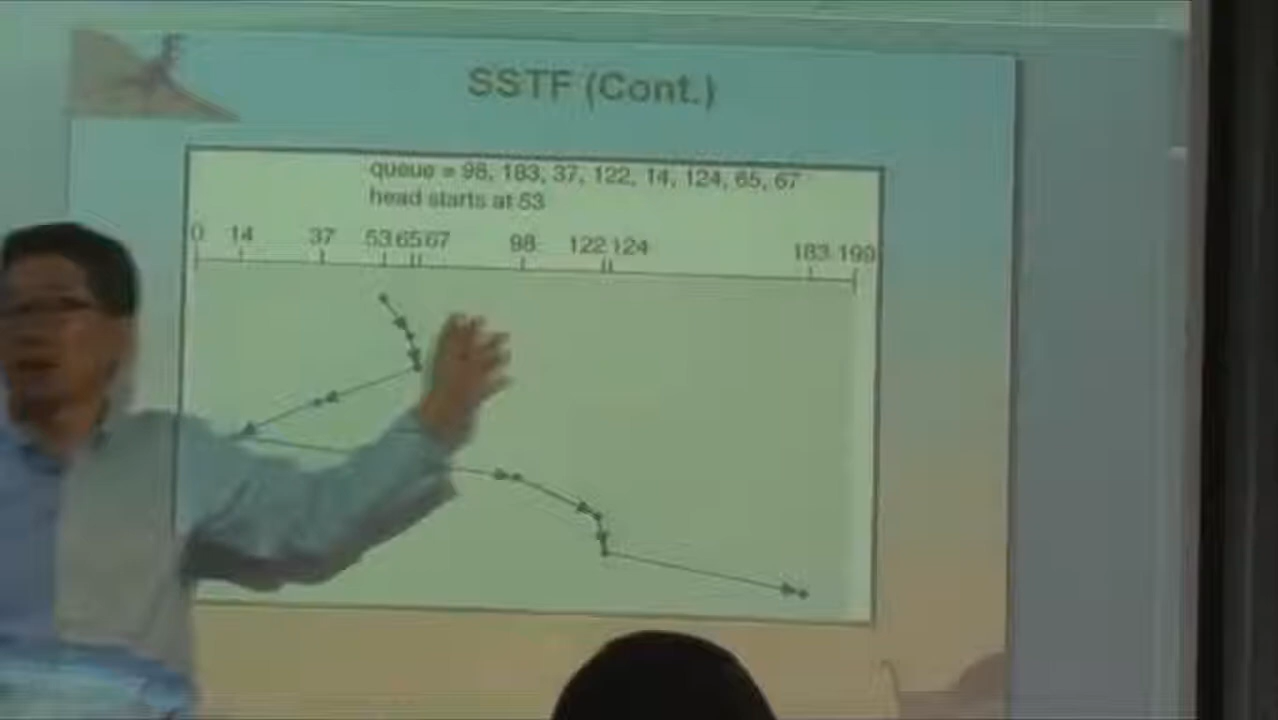 SSTF (Cont.)
queue = 98, 183, 37, 122, 14, 124, 65, 67
head starts at 53
0 14 37 53 65 67 98 122 124 183 199